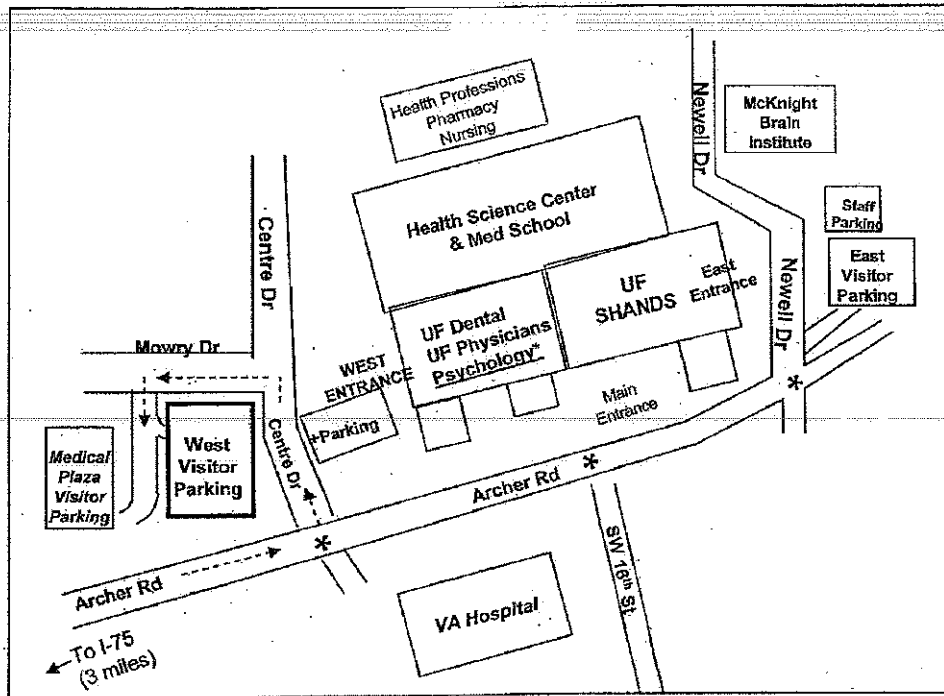 Health Professions
Pharmacy
Nursing
Newell Dr
McKnight
Brain
Institute
Health Science Center
& Med School
Staff
Parking
Centre Dr
East
Visitor
Parking
UF
SHANDS
East
Entrance
Newell Dr
UF Dental
UF Physicians
Psychology*
Mowry Dr
WEST
ENTRANCE
Main
Entrance
+Parking
Centre Dr
West
Visitor
Parking
Medical
Plaza
Visitor
Parking
*
*
Archer Rd
*
SW 16th St
Archer Rd
VA Hospital
To I-75
(3 miles)